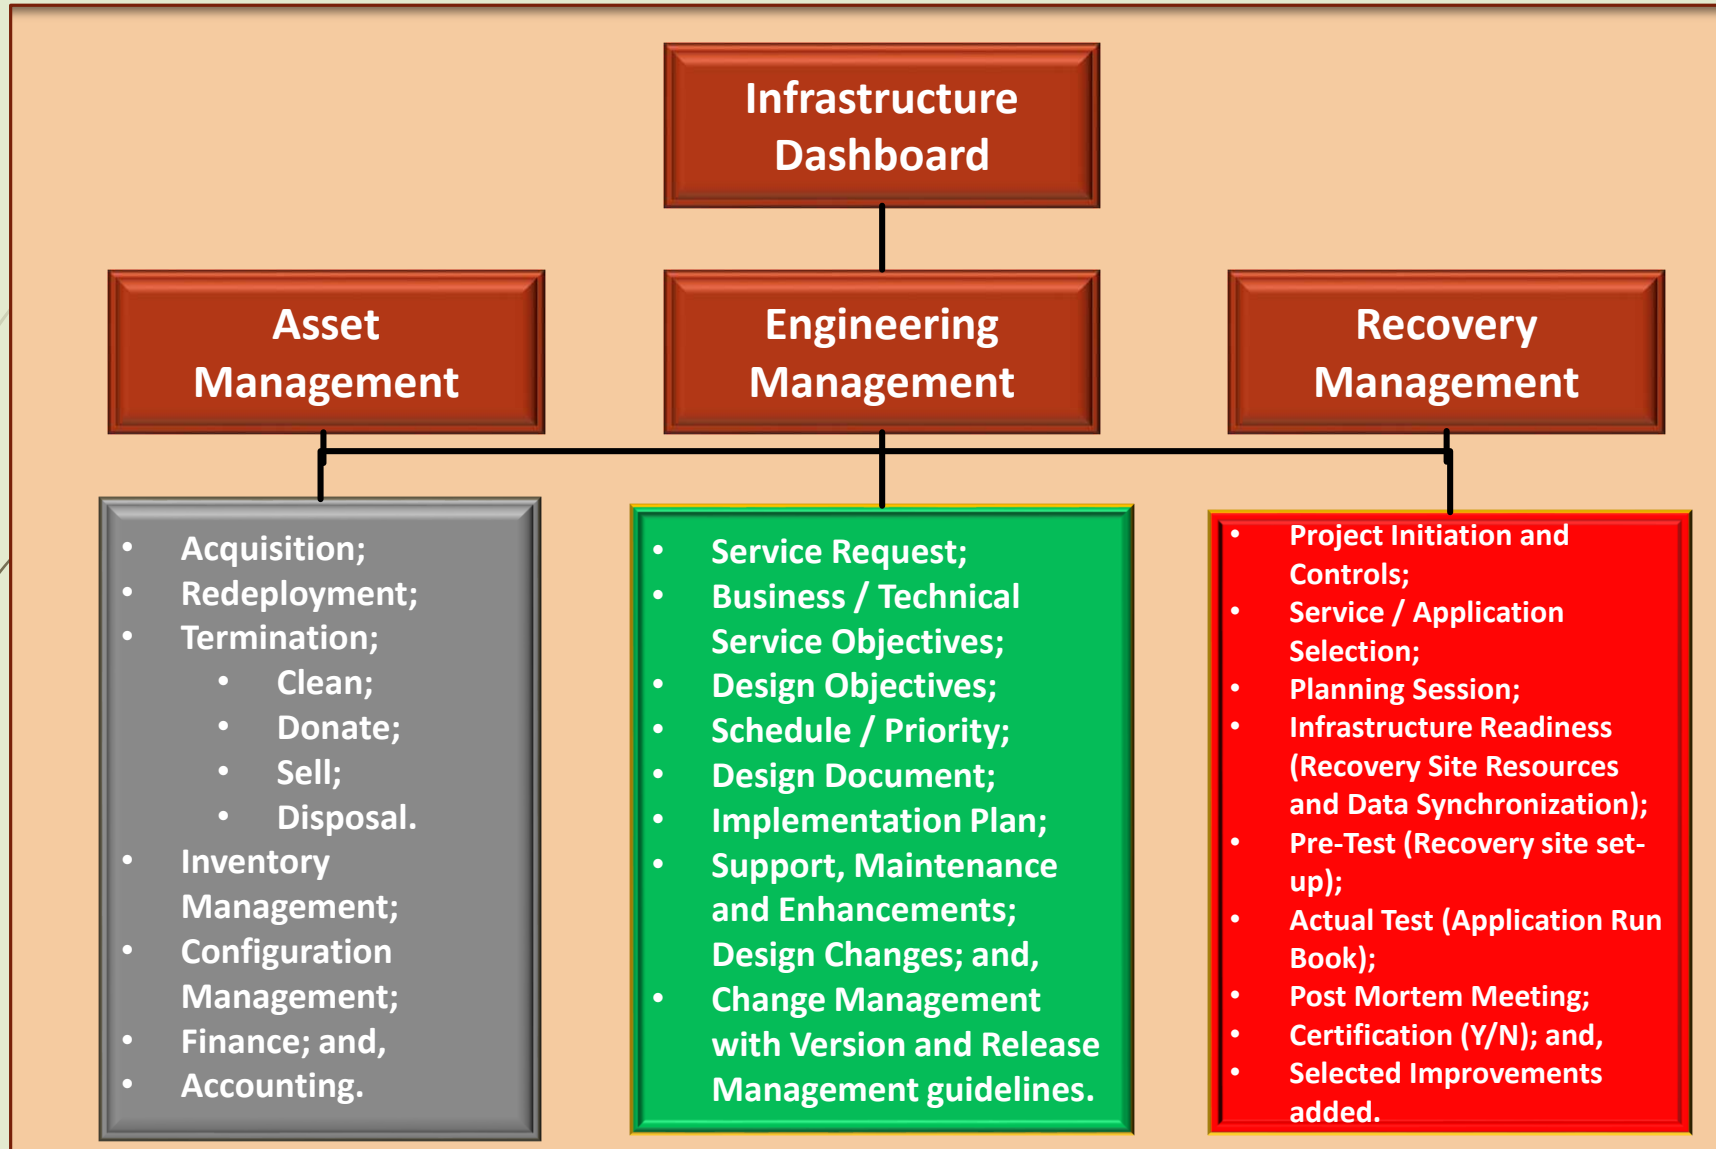 Infrastructure
Dashboard
Asset
Management
Engineering
Management
Recovery
Management
• Acquisition;
• Redeployment;
• Termination;
• Clean;
• Donate;
• Sell;
• Disposal.
• Inventory
Management;
• Configuration
Management;
• Finance; and,
• Accounting.
• Service Request;
• Business / Technical
Service Objectives;
• Design Objectives;
• Schedule / Priority;
• Design Document;
• Implementation Plan;
• Support, Maintenance
and Enhancements;
Design Changes; and,
• Change Management
with Version and Release
Management guidelines.
• Project Initiation and
Controls;
• Service / Application
Selection;
• Planning Session;
• Infrastructure Readiness
(Recovery Site Resources
and Data Synchronization);
• Pre-Test (Recovery site set-
up);
• Actual Test (Application Run
Book);
• Post Mortem Meeting;
• Certification (Y/N); and,
• Selected Improvements
added.